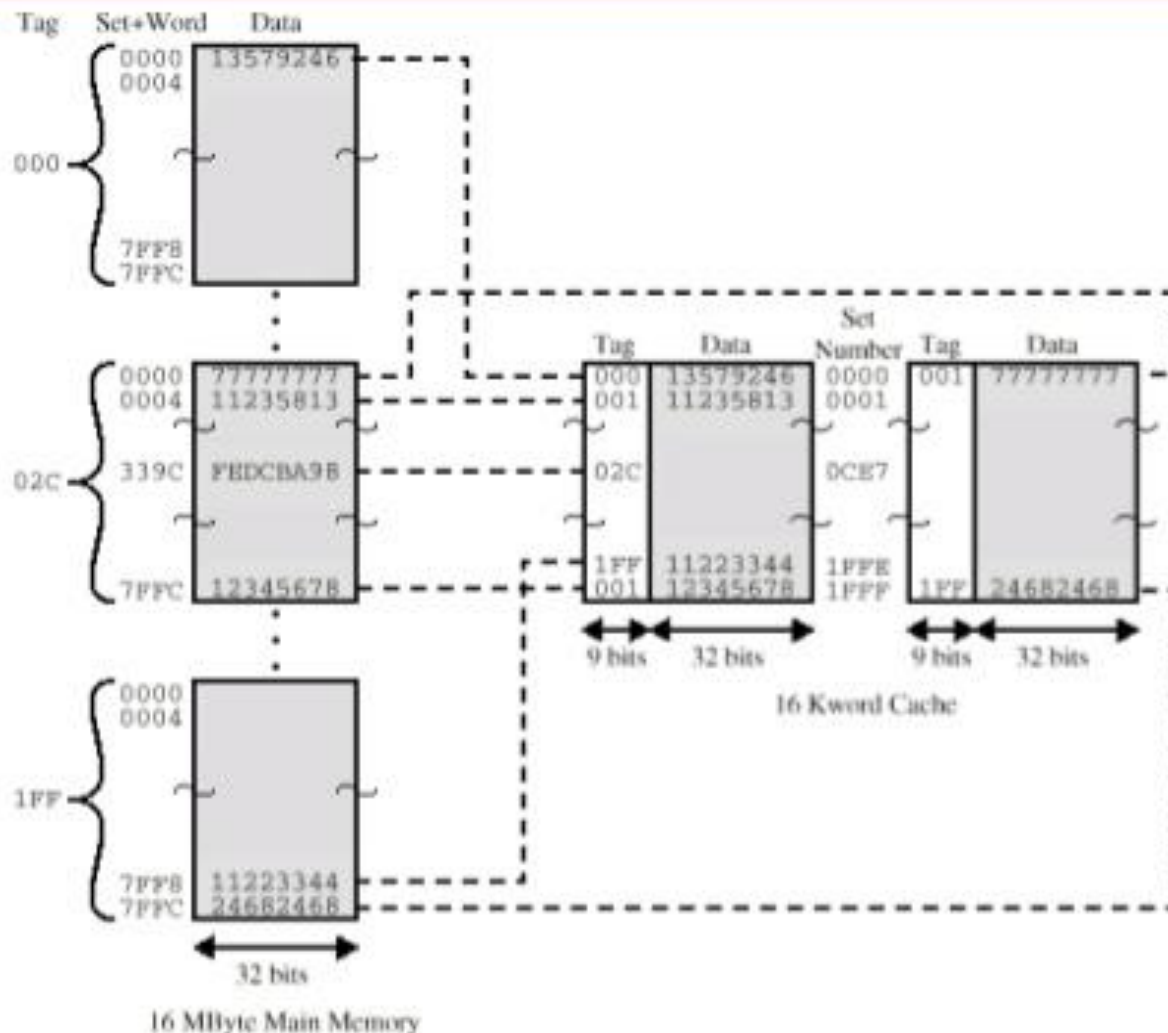 Tag Set+Word Data
0000 13579246
0004
000
7FF8
7FFC
0000 77777777
0004 11235813
02C 339C FEDCBA98
7FFC 12345678
0000
0004
1FF
7FF8 11223344
7FFC 24682468
32 bits
16 MByte Main Memory
Tag Data Set Number Tag Data
000 13579246 0000 001 77777777
001 11235813 0001
02C 0CE7
1FF 11223344 1FFE
001 12345678 1FFF 1FF 24682468
9 bits 32 bits 9 bits 32 bits
16 Kword Cache